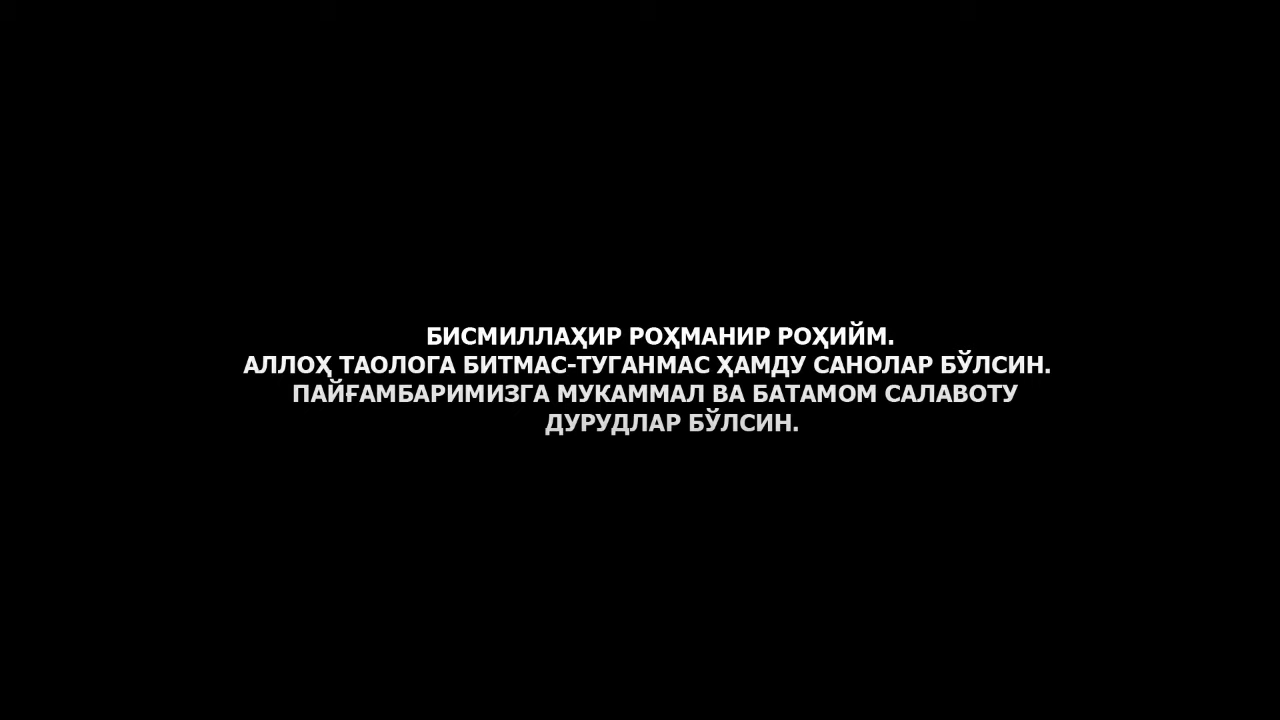 БИСМИЛЛАҲИР РОҲМАНИР РОҲИЙМ.
АЛЛОҲ ТАОЛОГА БИТМАС-ТУГАНМАС ҲАМДУ САНОЛАР БЎЛСИН.
ПАЙҒАМБАРИМИЗГА МУКАММАЛ ВА БАТАМОМ САЛАВОТУ
ДУРУДЛАР БЎЛСИН.